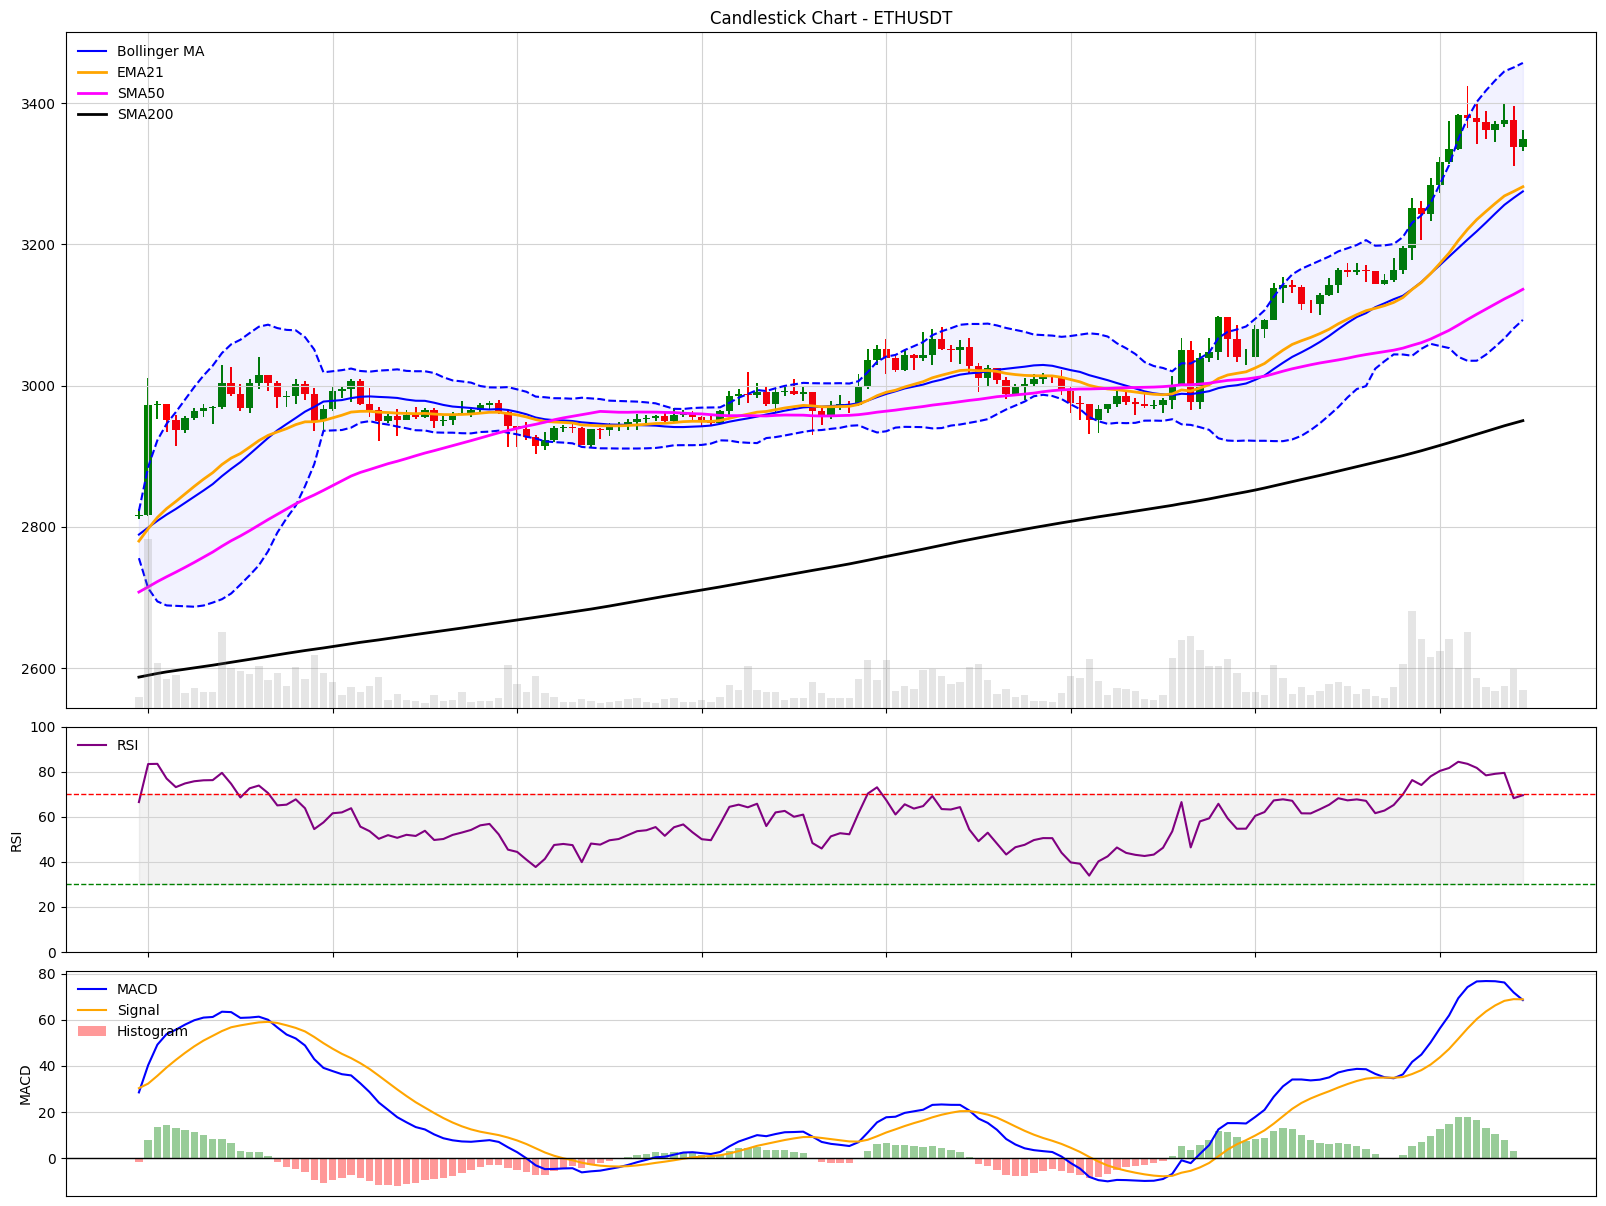 Candlestick Chart - ETHUSDT
Bollinger MA
EMA21
SMA50
SMA200
3400
3200
3000
2800
2600
RSI
100
80
60
40
20
0
RSI
MACD
Signal
Histogram
80
60
40
20
0
MACD